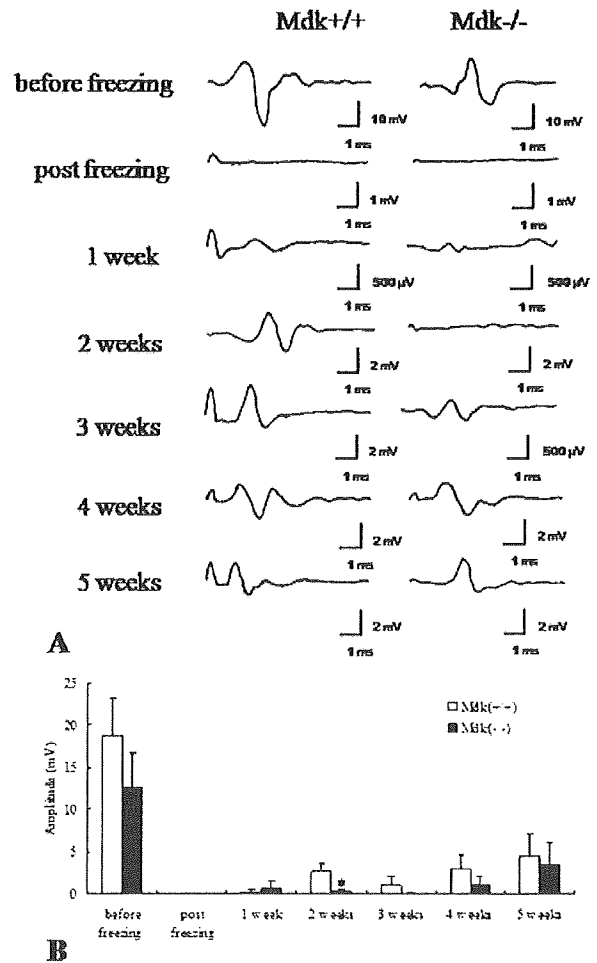 Mdk+/+ Mdk-/-
before freezing
10 mV 10 mV
1 ms 1 ms
post freezing
1 mV 1 mV
1 ms 1 ms
1 week
500 µV 500 µV
1 ms 1 ms
2 weeks
2 mV 2 mV
1 ms 1 ms
3 weeks
2 mV 500 µV
1 ms 1 ms
4 weeks
2 mV 2 mV
1 ms 1 ms
5 weeks
2 mV 2 mV
1 ms 1 ms
A
25
20
15
10
5
0
Amplitude (mV)
Mdk(+/+)
Mdk(-/-)
*
before freezing
post freezing
1 week
2 weeks
3 weeks
4 weeks
5 weeks
B